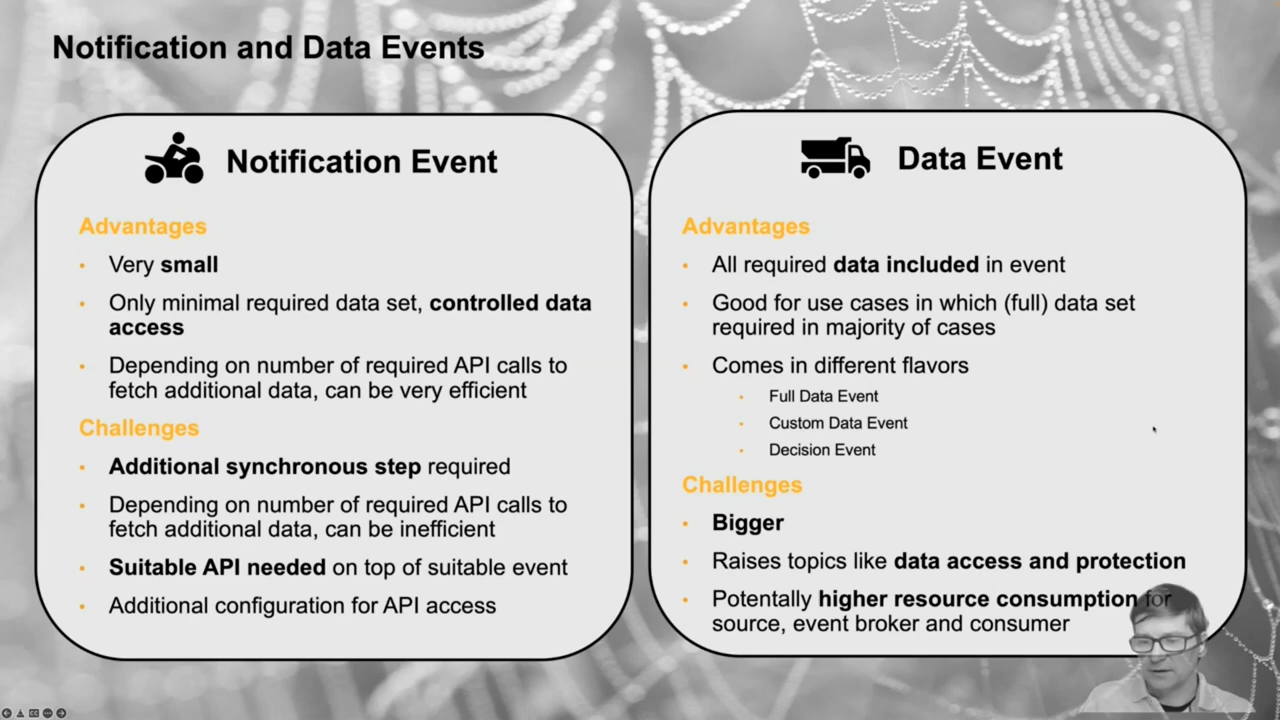 Notification and Data Events
Notification Event
Advantages
• Very small
• Only minimal required data set, controlled data
access
• Depending on number of required API calls to
fetch additional data, can be very efficient
Challenges
• Additional synchronous step required
• Depending on number of required API calls to
fetch additional data, can be inefficient
• Suitable API needed on top of suitable event
• Additional configuration for API access
Data Event
Advantages
• All required data included in event
• Good for use cases in which (full) data set
required in majority of cases
• Comes in different flavors
• Full Data Event
• Custom Data Event
• Decision Event
Challenges
• Bigger
• Raises topics like data access and protection
• Potentially higher resource consumption for
source, event broker and consumer